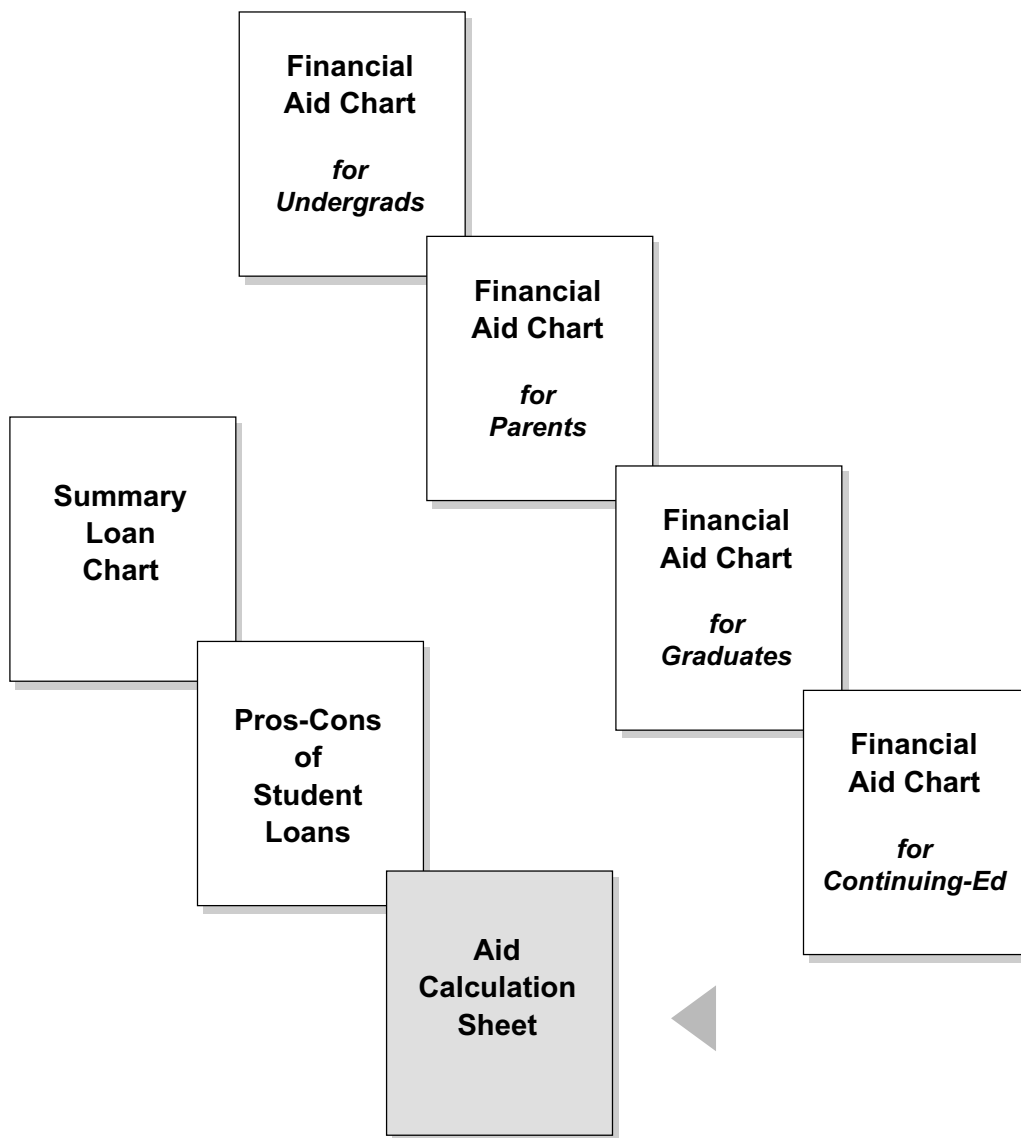 Financial
Aid Chart
for
Undergrads
Financial
Aid Chart
for
Parents
Summary
Loan
Chart
Financial
Aid Chart
for
Graduates
Pros-Cons
of
Student
Loans
Financial
Aid Chart
for
Continuing-Ed
Aid
Calculation
Sheet